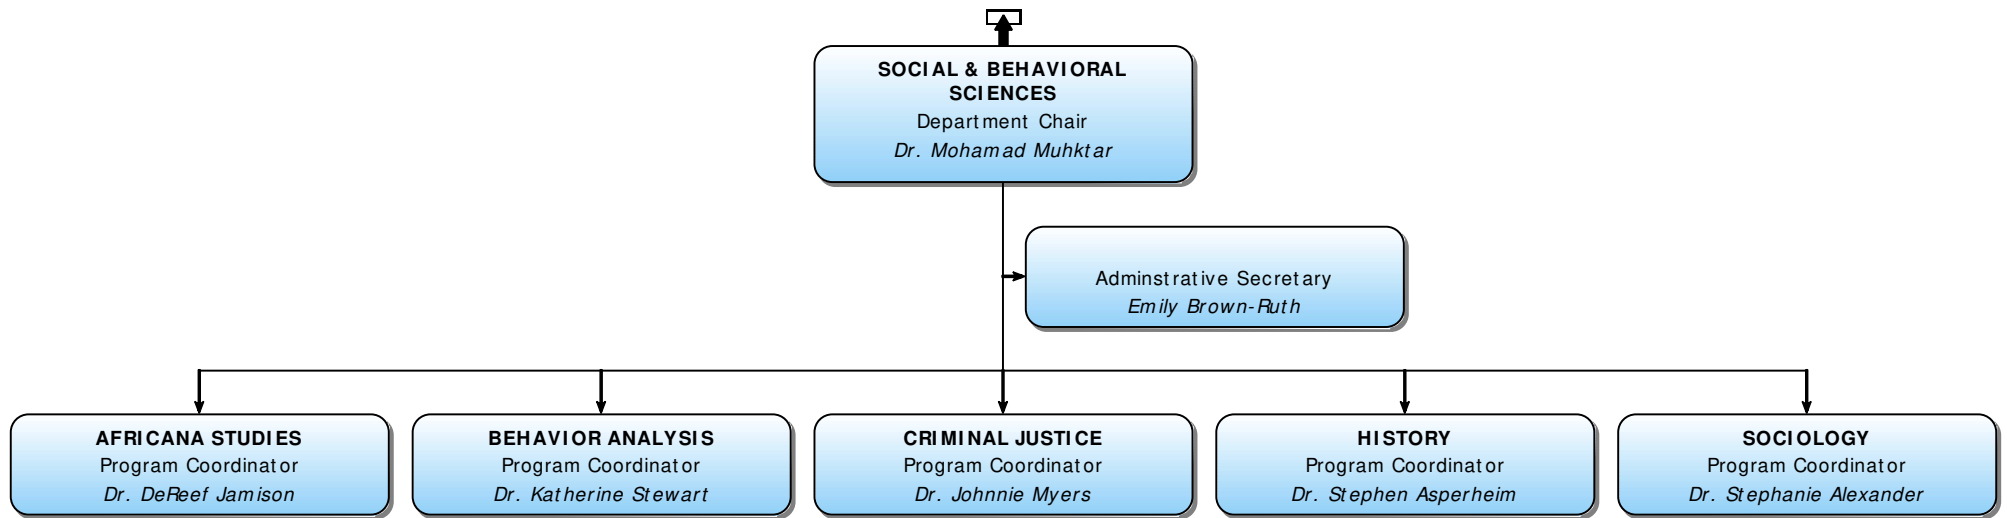 SOCIAL & BEHAVIORAL
SCIENCES
Department Chair
Dr. Mohamad Muhktar
Adminstrative Secretary
Emily Brown-Ruth
AFRICANA STUDIES
Program Coordinator
Dr. DeReef Jamison
BEHAVIOR ANALYSIS
Program Coordinator
Dr. Katherine Stewart
CRIMINAL JUSTICE
Program Coordinator
Dr. Johnnie Myers
HISTORY
Program Coordinator
Dr. Stephen Asperheim
SOCIOLOGY
Program Coordinator
Dr. Stephanie Alexander